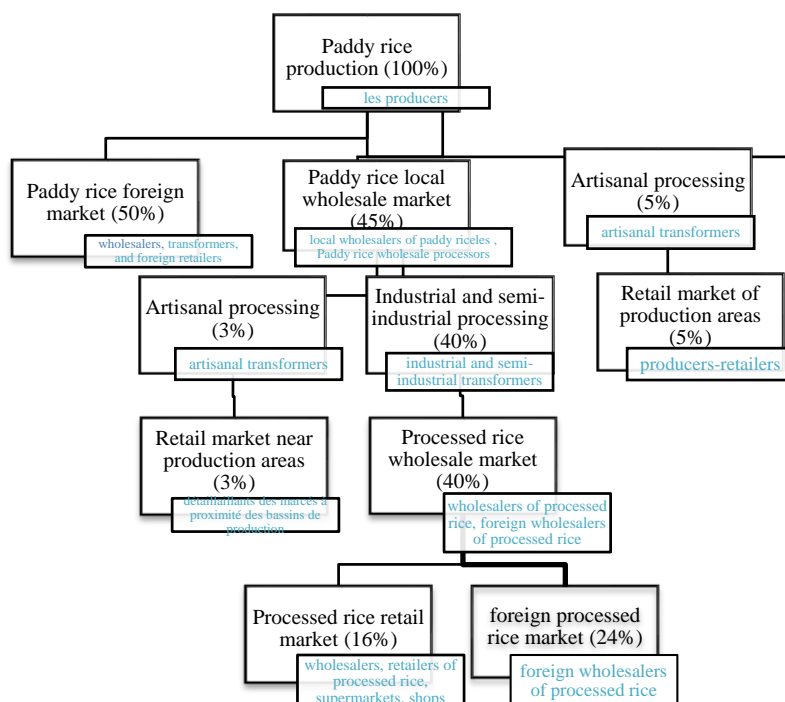 Paddy rice
production (100%)
les producers
Paddy rice foreign
market (50%)
wholesalers, transformers,
and foreign retailers
Paddy rice local
wholesale market
(45%)
local wholesalers of paddy riceles ,
Paddy rice wholesale processors
Artisanal processing
(5%)
artisanal transformers
Retail market of
production areas
(5%)
producers-retailers
Artisanal processing
(3%)
artisanal transformers
Industrial and semi-
industrial processing
(40%)
industrial and semi-
industrial transformers
Retail market near
production areas
(3%)
détaillaillants des marcés à
proximité des bassins de
production
Processed rice
wholesale market
(40%)
wholesalers of processed
rice, foreign wholesalers
of processed rice
Processed rice retail
market (16%)
wholesalers, retailers of
processed rice,
supermarkets, shops
foreign processed
rice market (24%)
foreign wholesalers
of processed rice